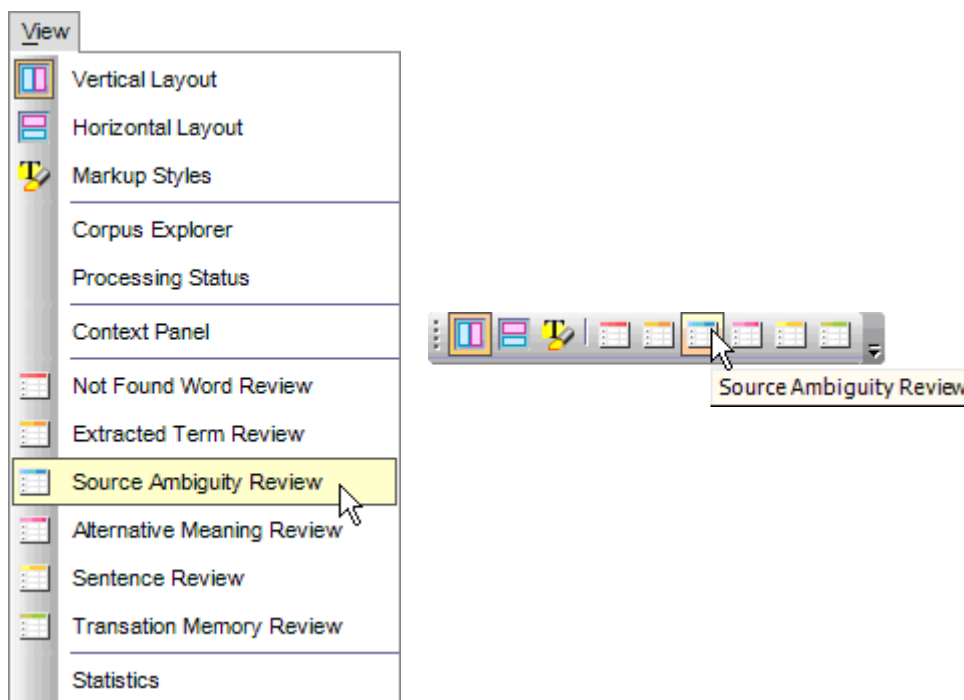 View
Vertical Layout
Horizontal Layout
Markup Styles
Corpus Explorer
Processing Status
Context Panel
Not Found Word Review
Extracted Term Review
Source Ambiguity Review
Alternative Meaning Review
Sentence Review
Transation Memory Review
Statistics
Source Ambiguity Review